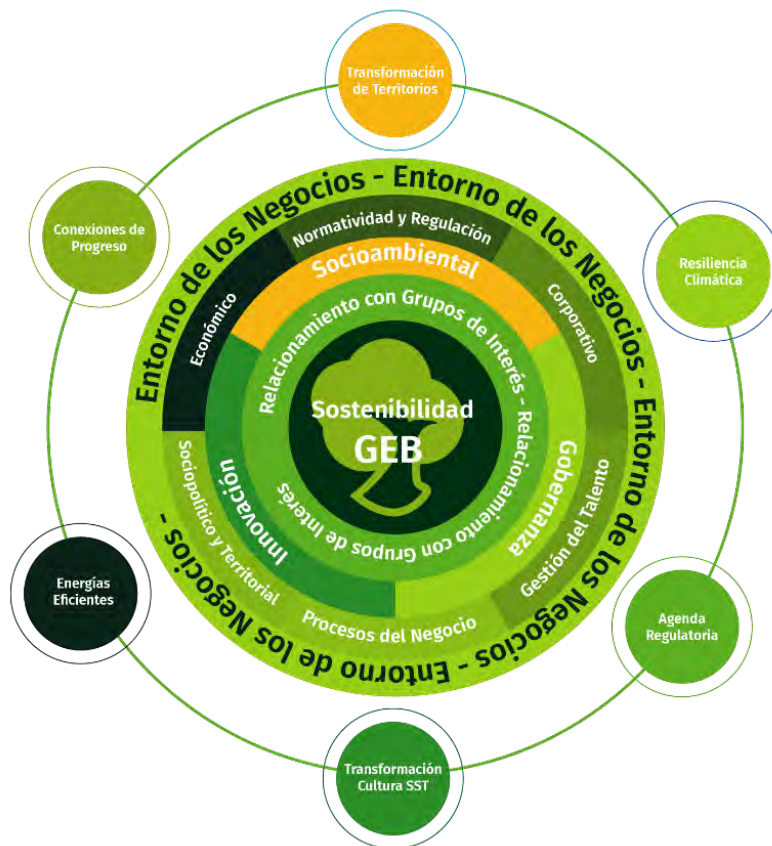 Transformación
de Territorios
Conexiones de
Progreso
Resiliencia
Climática
Entorno de los Negocios - Entorno de los Negocios - Entorno de los Negocios - Entorno de los Negocios -
Normatividad y Regulación
Económico
Corporativo
Socioambiental
Relacionamiento con Grupos de Interés - Relacionamiento con Grupos de Interes
Sostenibilidad
GEB
Innovación
Gobernanza
Sociopolítico y Territorial
Gestión del Talento
Procesos del Negocio
Energías
Eficientes
Agenda
Regulatoria
Transformación
Cultura SST